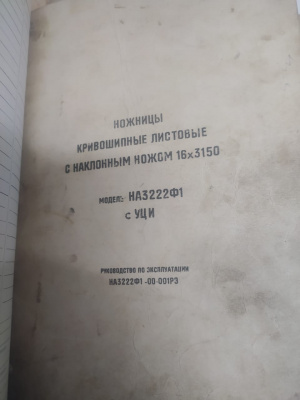 НОЖНИЦЫ
КРИВОШИПНЫЕ ЛИСТОВЫЕ
С НАКЛОННЫМ НОЖОМ 16х3150
МОДЕЛЬ НА3222Ф1
с УЦИ
РУКОВОДСТВО ПО ЭКСПЛУАТАЦИИ
НА3222Ф1-00-001РЭ